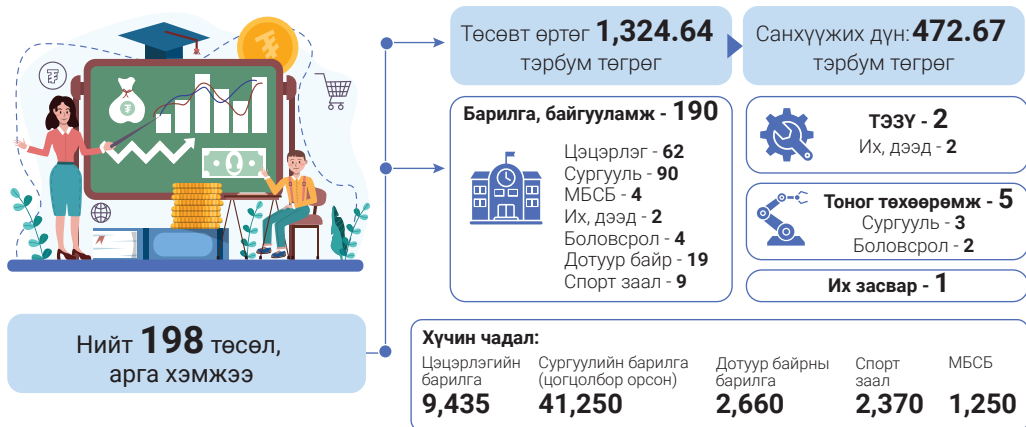 Төсөвт өртөг 1,324.64
тэрбум төгрөг
Санхүүжих дүн: 472.67
тэрбум төгрөг
Барилга, байгууламж - 190
Цэцэрлэг - 62
Сургууль - 90
МБСБ - 4
Их, дээд - 2
Боловсрол - 4
Дотуур байр - 19
Спорт заал - 9
ТЭЗҮ - 2
Их, дээд - 2
Тоног төхөөрөмж - 5
Сургууль - 3
Боловсрол - 2
Их засвар - 1
Нийт 198 төсөл,
арга хэмжээ
Хүчин чадал:
Цэцэрлэгийн
барилга
9,435
Сургуулийн барилга
(цогцолбор орсон)
41,250
Дотуур байрны
барилга
2,660
Спорт
заал
2,370
МБСБ
1,250